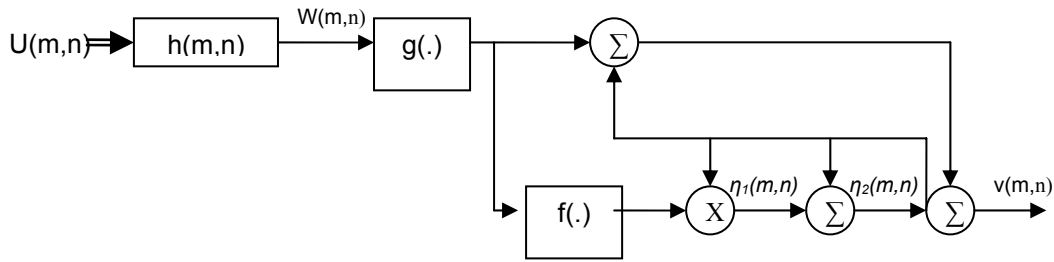 W(m,n)
U(m,n)
h(m,n)
g(.)
∑
η₁(m,n)
η₂(m,n)
v(m,n)
f(.)
X
∑
∑